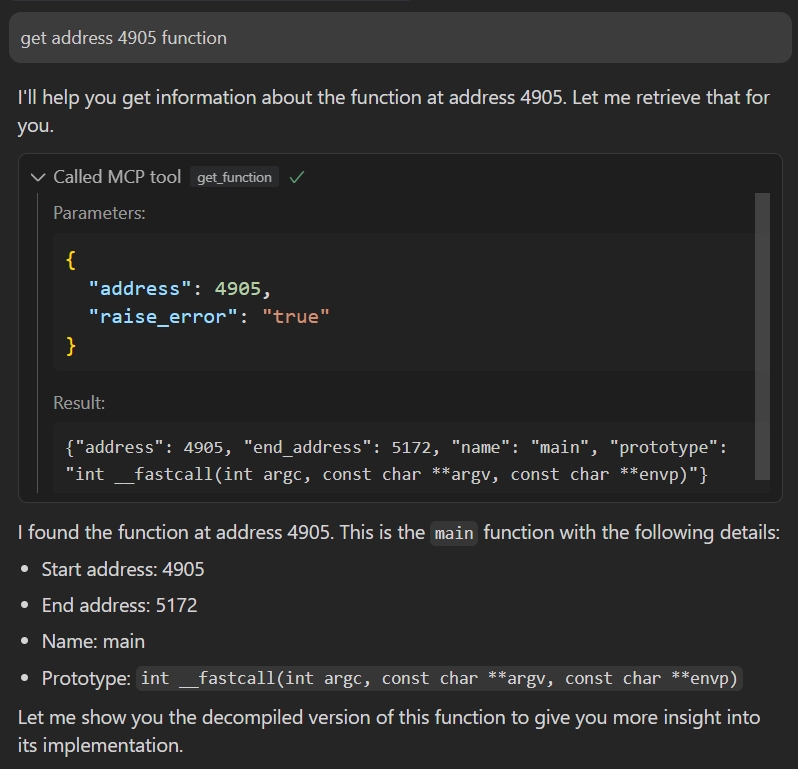 get address 4905 function
I'll help you get information about the function at address 4905. Let me retrieve that for
you.
Called MCP tool get_function
Parameters:
{
  "address": 4905,
  "raise_error": "true"
}
Result:
{"address": 4905, "end_address": 5172, "name": "main", "prototype":
"int __fastcall(int argc, const char **argv, const char **envp)"}
I found the function at address 4905. This is the main function with the following details:
• Start address: 4905
• End address: 5172
• Name: main
• Prototype: int __fastcall(int argc, const char **argv, const char **envp)
Let me show you the decompiled version of this function to give you more insight into
its implementation.